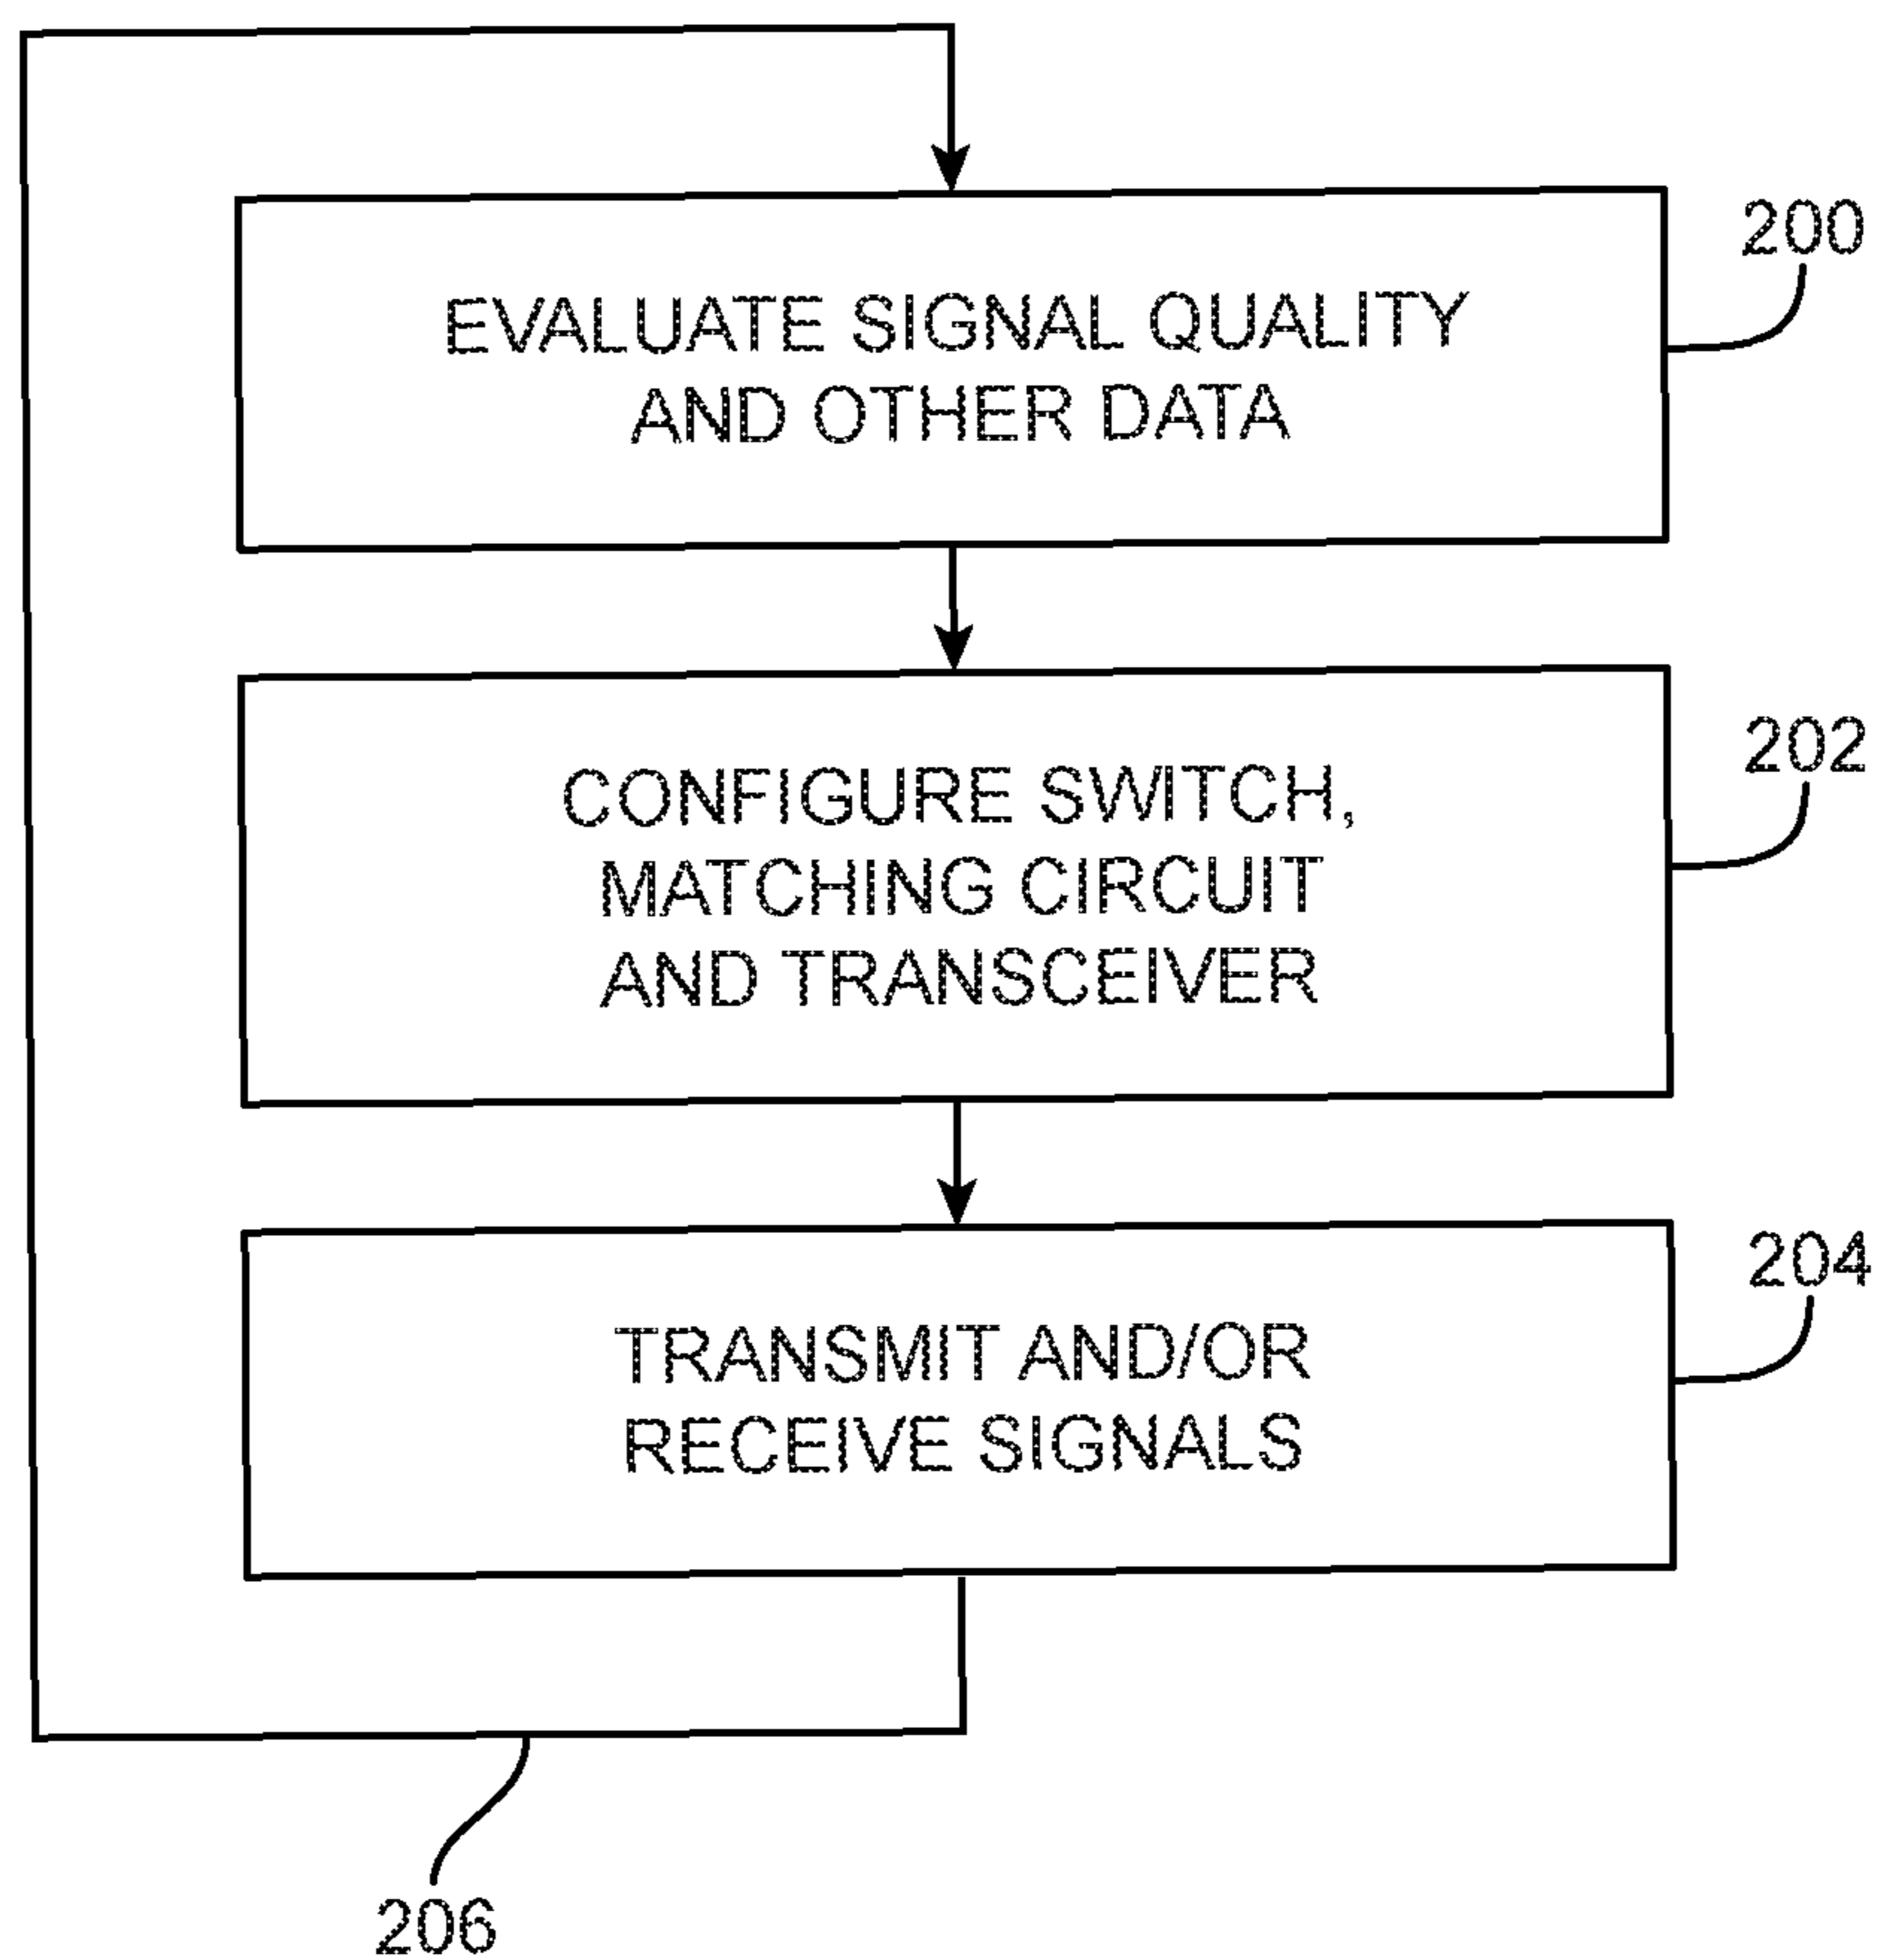 200
EVALUATE SIGNAL QUALITY
AND OTHER DATA
202
CONFIGURE SWITCH,
MATCHING CIRCUIT
AND TRANSCEIVER
204
TRANSMIT AND/OR
RECEIVE SIGNALS
206